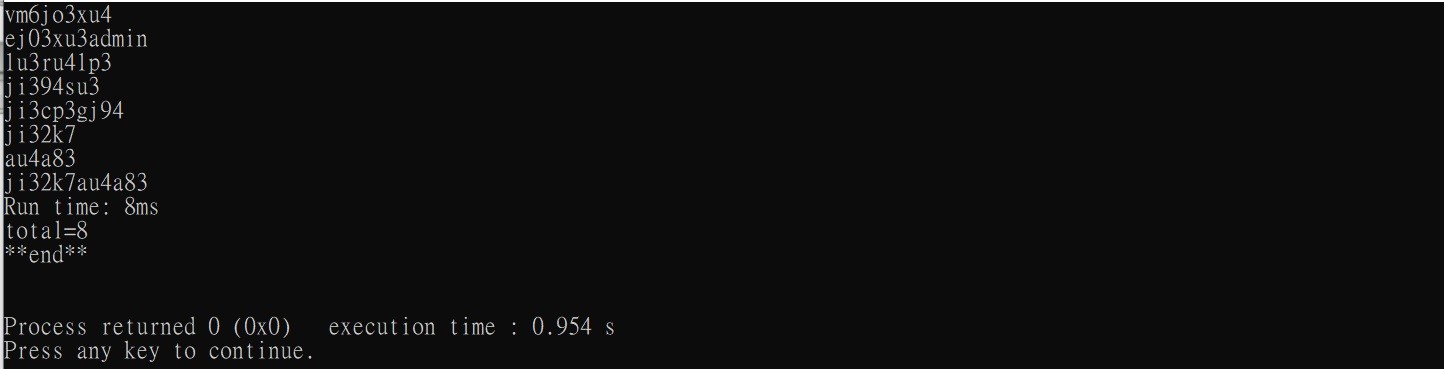 vm6jo3xu4
ej03xu3admin
lu3ru4lp3
ji394su3
ji3cp3gj94
ji32k7
au4a83
ji32k7au4a83
Run time: 8ms
total=8
**end**
Process returned 0 (0x0)   execution time : 0.954 s
Press any key to continue.